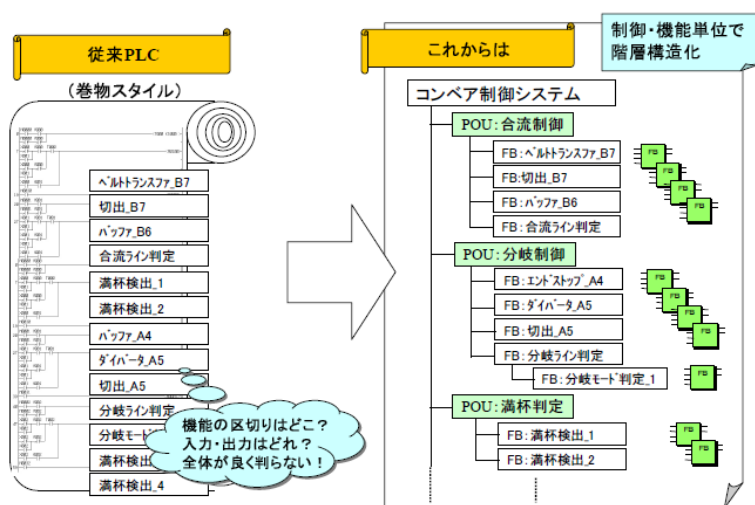 従来PLC
(巻物スタイル)
ベルトトランスファ_B7
切出_B7
バッファ_B6
合流ライン判定
満杯検出_1
満杯検出_2
バッファ_A4
ダイバータ_A5
切出_A5
分岐ライン判定
分岐モード
満杯検出
満杯検出_4
機能の区切りはどこ?
入力・出力はどれ?
全体が良く判らない!
これからは
制御・機能単位で
階層構造化
コンベア制御システム
POU:合流制御
FB:ベルトトランスファ_B7
FB:切出_B7
FB:バッファ_B6
FB:合流ライン判定
FB
FB
FB
FB
POU:分岐制御
FB:エンドストップ_A4
FB:ダイバータ_A5
FB:切出_A5
FB:分岐ライン判定
FB:分岐モード判定_1
FB
FB
FB
FB
FB
POU:満杯判定
FB:満杯検出_1
FB:満杯検出_2
FB
FB